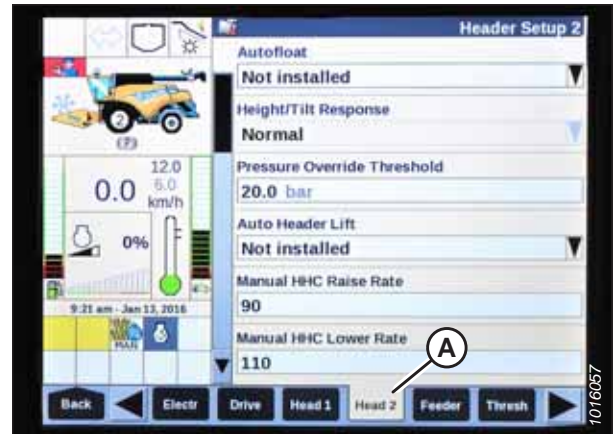 Header Setup 2
Autofloat
Not installed
Height/Tilt Response
Normal
Pressure Override Threshold
20.0 bar
Auto Header Lift
Not installed
Manual HHC Raise Rate
90
Manual HHC Lower Rate
110
2
(?)
12.0
6.0
0.0 km/h
0%
9:21 am - Jan 13, 2016
MAN
A
Back Electr Drive Head 1 Head 2 Feeder Thresh
1016057